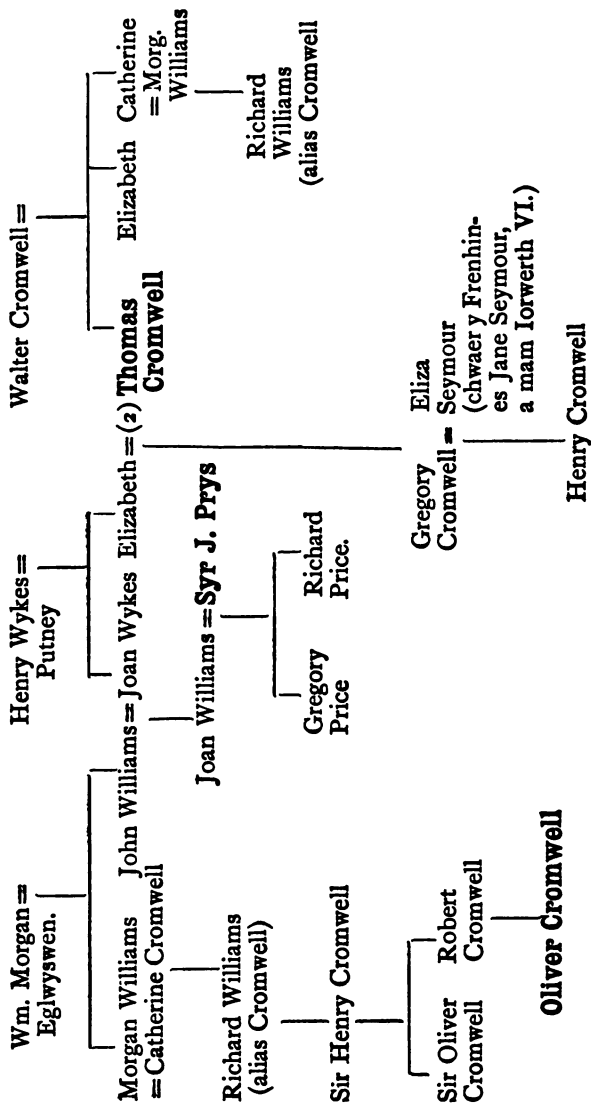 Wm. Morgan=
Eglwyswen.
Henry Wykes=
Putney
Walter Cromwell=
Morgan Williams
=Catherine Cromwell
John Williams=Joan Wykes
Elizabeth=(2) Thomas
Cromwell
Elizabeth
Catherine
=Morg.
Williams
Richard Williams
(alias Cromwell)
Joan Williams=Syr J. Prys
Richard
Williams
(alias Cromwell)
Sir Henry Cromwell
Gregory
Price
Richard
Price.
Gregory
Cromwell=
Eliza
Seymour
(chwaer y Frenhin-
es Jane Seymour,
a mam Iorwerth VI.)
Sir Oliver
Cromwell
Robert
Cromwell
Henry Cromwell
Oliver Cromwell